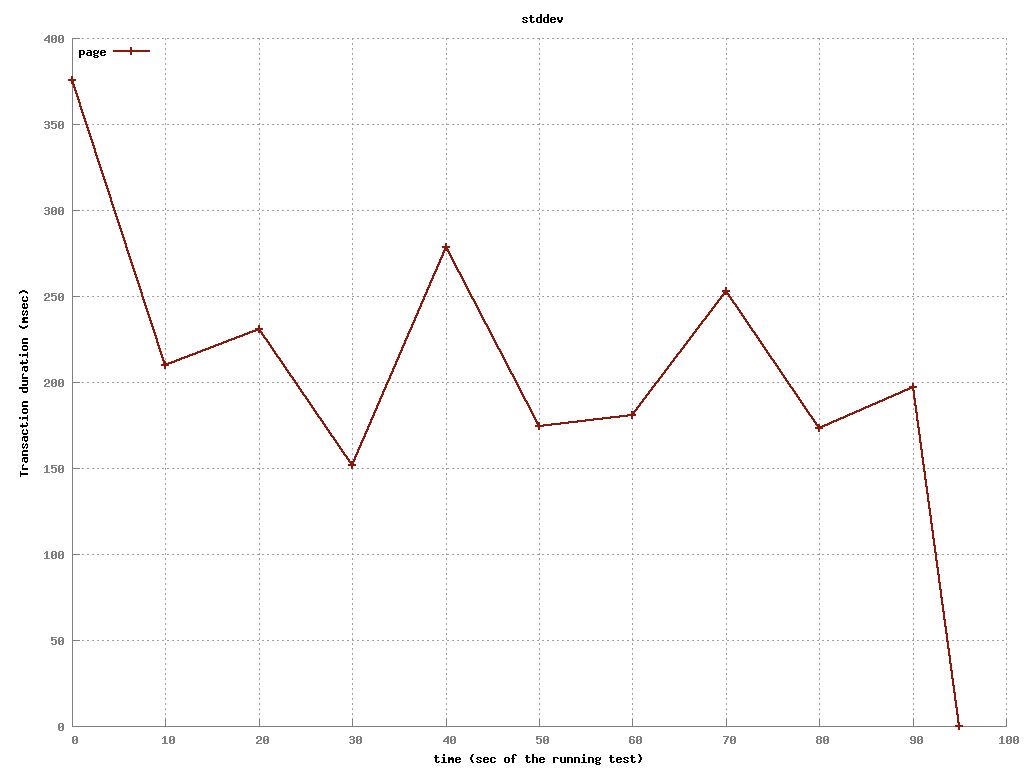 stddev
page
400
350
300
250
200
150
100
50
0
Transaction duration (msec)
0 10 20 30 40 50 60 70 80 90 100
time (sec of the running test)